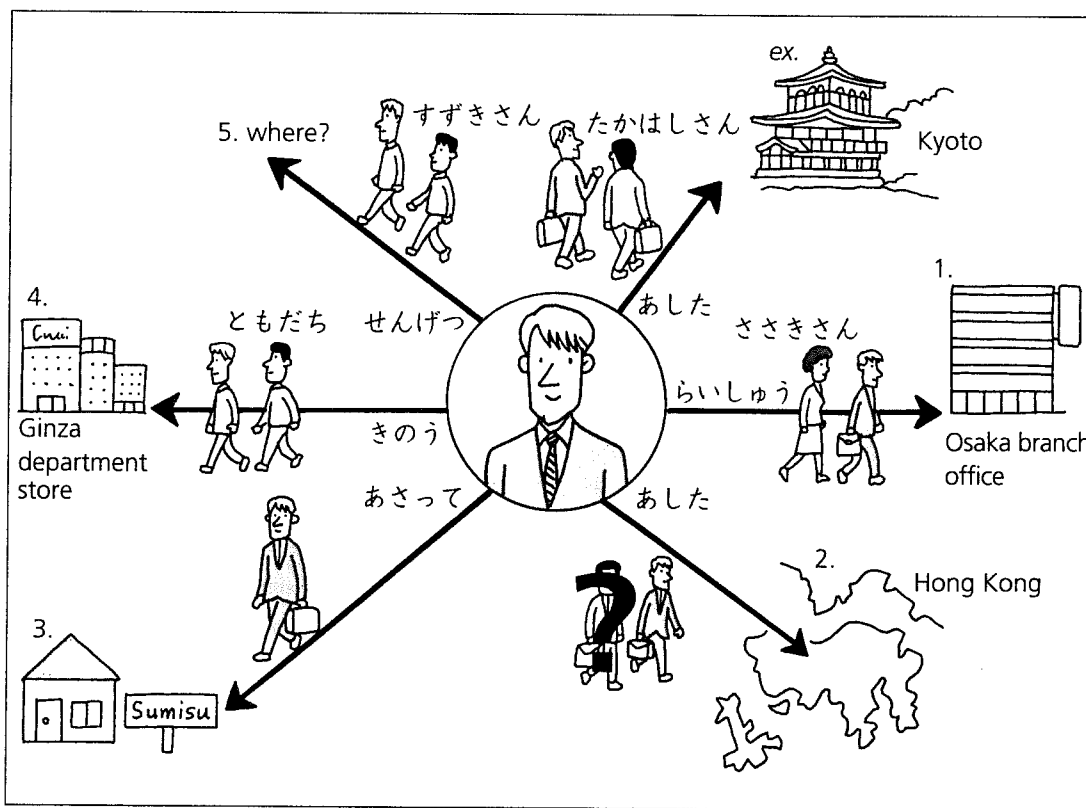 ex.
Kyoto
すずきさん
たかはしさん
5. where?
1.
Osaka branch
office
4.
ともだち
せんげつ
あした
ささきさん
らいしゅう
きのう
Ginza
department
store
あさって
あした
2.
Hong Kong
?
3.
Sumisu